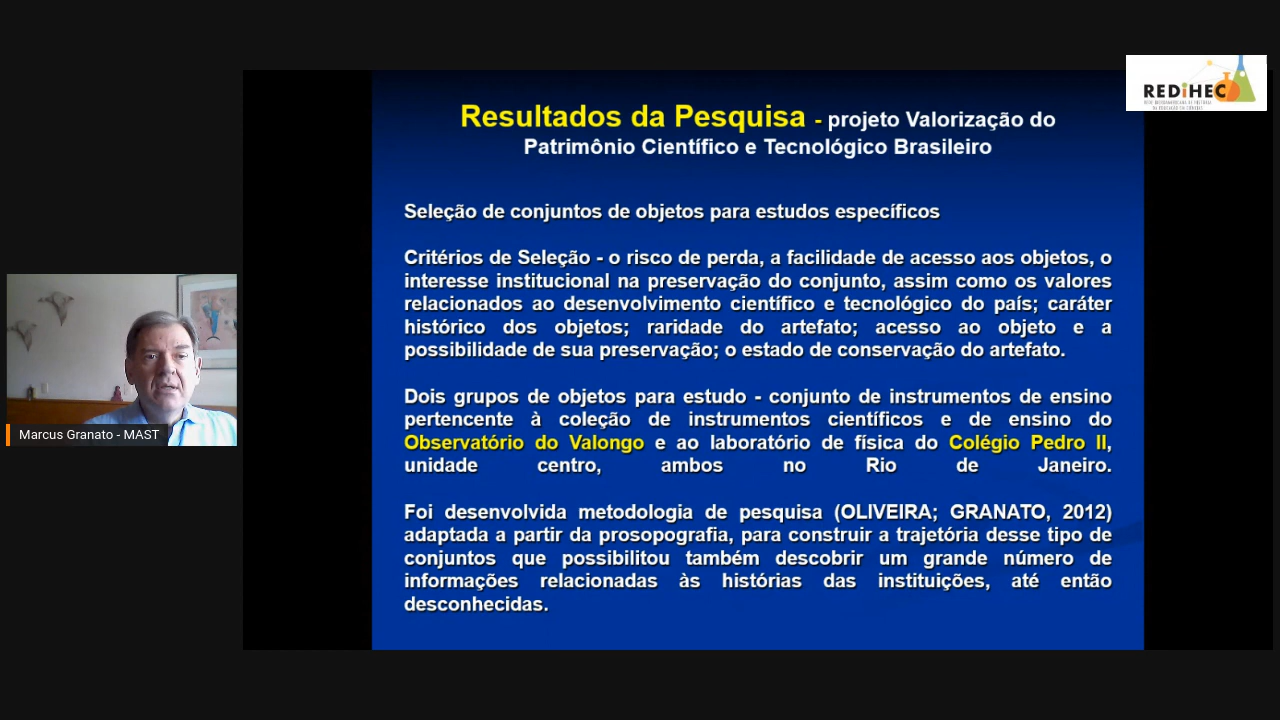 REDiHEC
Resultados da Pesquisa - projeto Valorização do
Patrimônio Científico e Tecnológico Brasileiro
Seleção de conjuntos de objetos para estudos específicos
Critérios de Seleção - o risco de perda, a facilidade de acesso aos objetos, o
interesse institucional na preservação do conjunto, assim como os valores
relacionados ao desenvolvimento científico e tecnológico do país; caráter
histórico dos objetos; raridade do artefato; acesso ao objeto e a
possibilidade de sua preservação; o estado de conservação do artefato.
Dois grupos de objetos para estudo - conjunto de instrumentos de ensino
pertencente à coleção de instrumentos científicos e de ensino do
Observatório do Valongo e ao laboratório de física do Colégio Pedro II,
unidade centro, ambos no Rio de Janeiro.
Foi desenvolvida metodologia de pesquisa (OLIVEIRA; GRANATO, 2012)
adaptada a partir da prosopografia, para construir a trajetória desse tipo de
conjuntos que possibilitou também descobrir um grande número de
informações relacionadas às histórias das instituições, até então
desconhecidas.
Marcus Granato - MAST